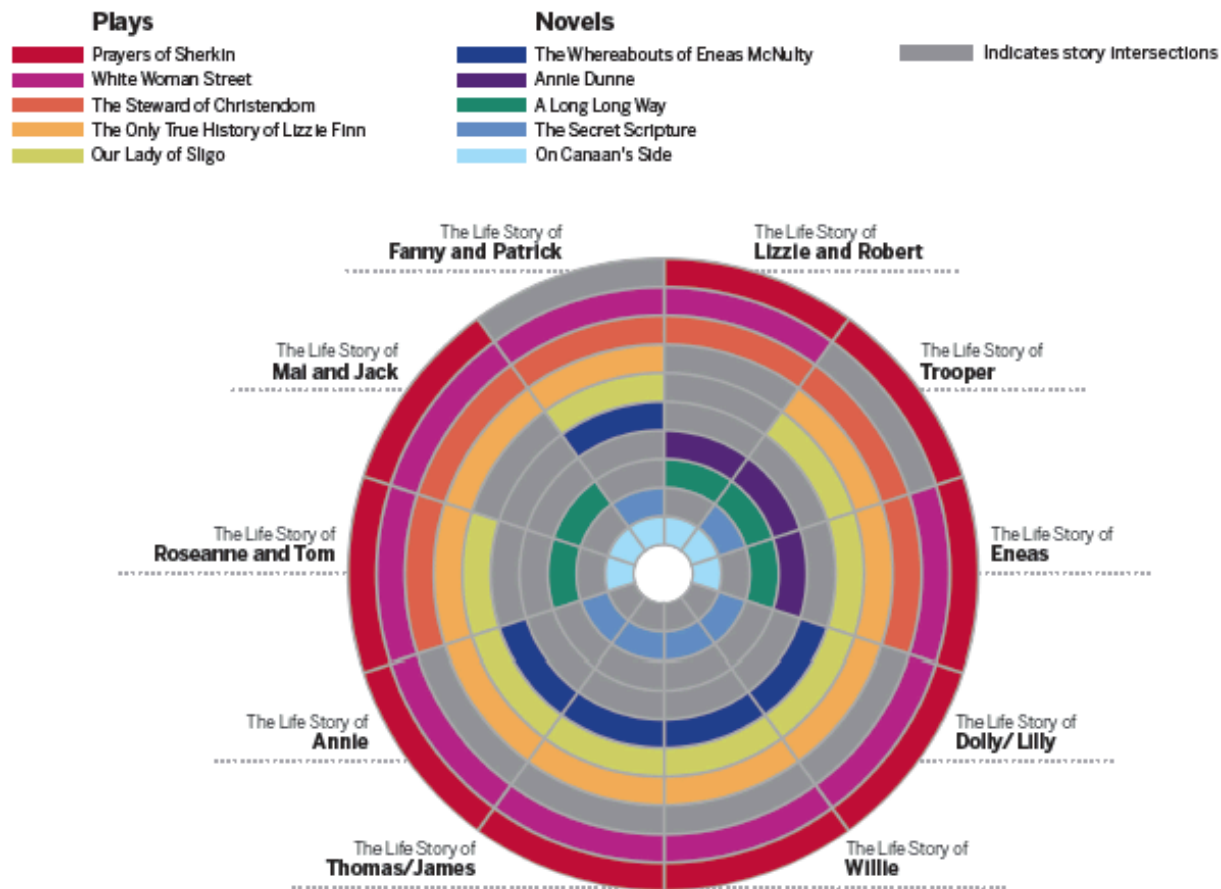 Plays
Prayers of Sherkin
White Woman Street
The Steward of Christendom
The Only True History of Lizzie Finn
Our Lady of Sligo
Novels
The Whereabouts of Eneas McNulty
Annie Dunne
A Long Long Way
The Secret Scripture
On Canaan's Side
Indicates story intersections
The Life Story of
Fanny and Patrick
The Life Story of
Lizzie and Robert
The Life Story of
Mai and Jack
The Life Story of
Trooper
The Life Story of
Roseanne and Tom
The Life Story of
Eneas
The Life Story of
Annie
The Life Story of
Dolly/ Lilly
The Life Story of
Thomas/James
The Life Story of
Willie